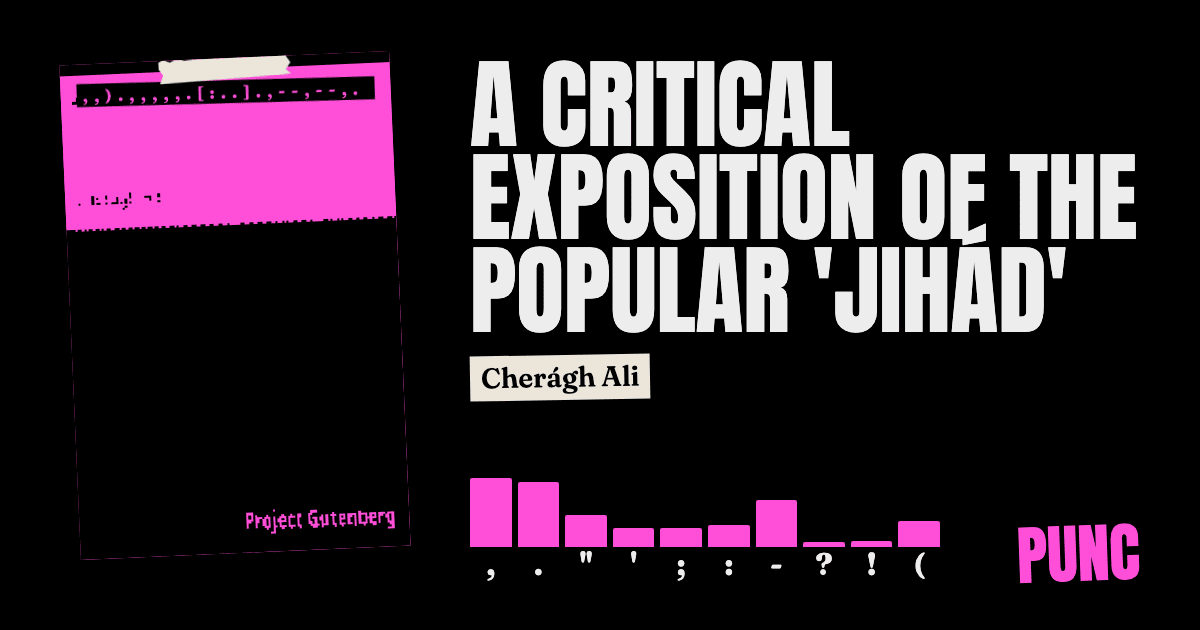 ,,).,,,,,.[:..].,--,--,.
Project Gutenberg
A CRITICAL
EXPOSITION OF THE
POPULAR 'JIHÁD'
Cherágh Ali
, . " ' ; : - ? ! (
PUNC